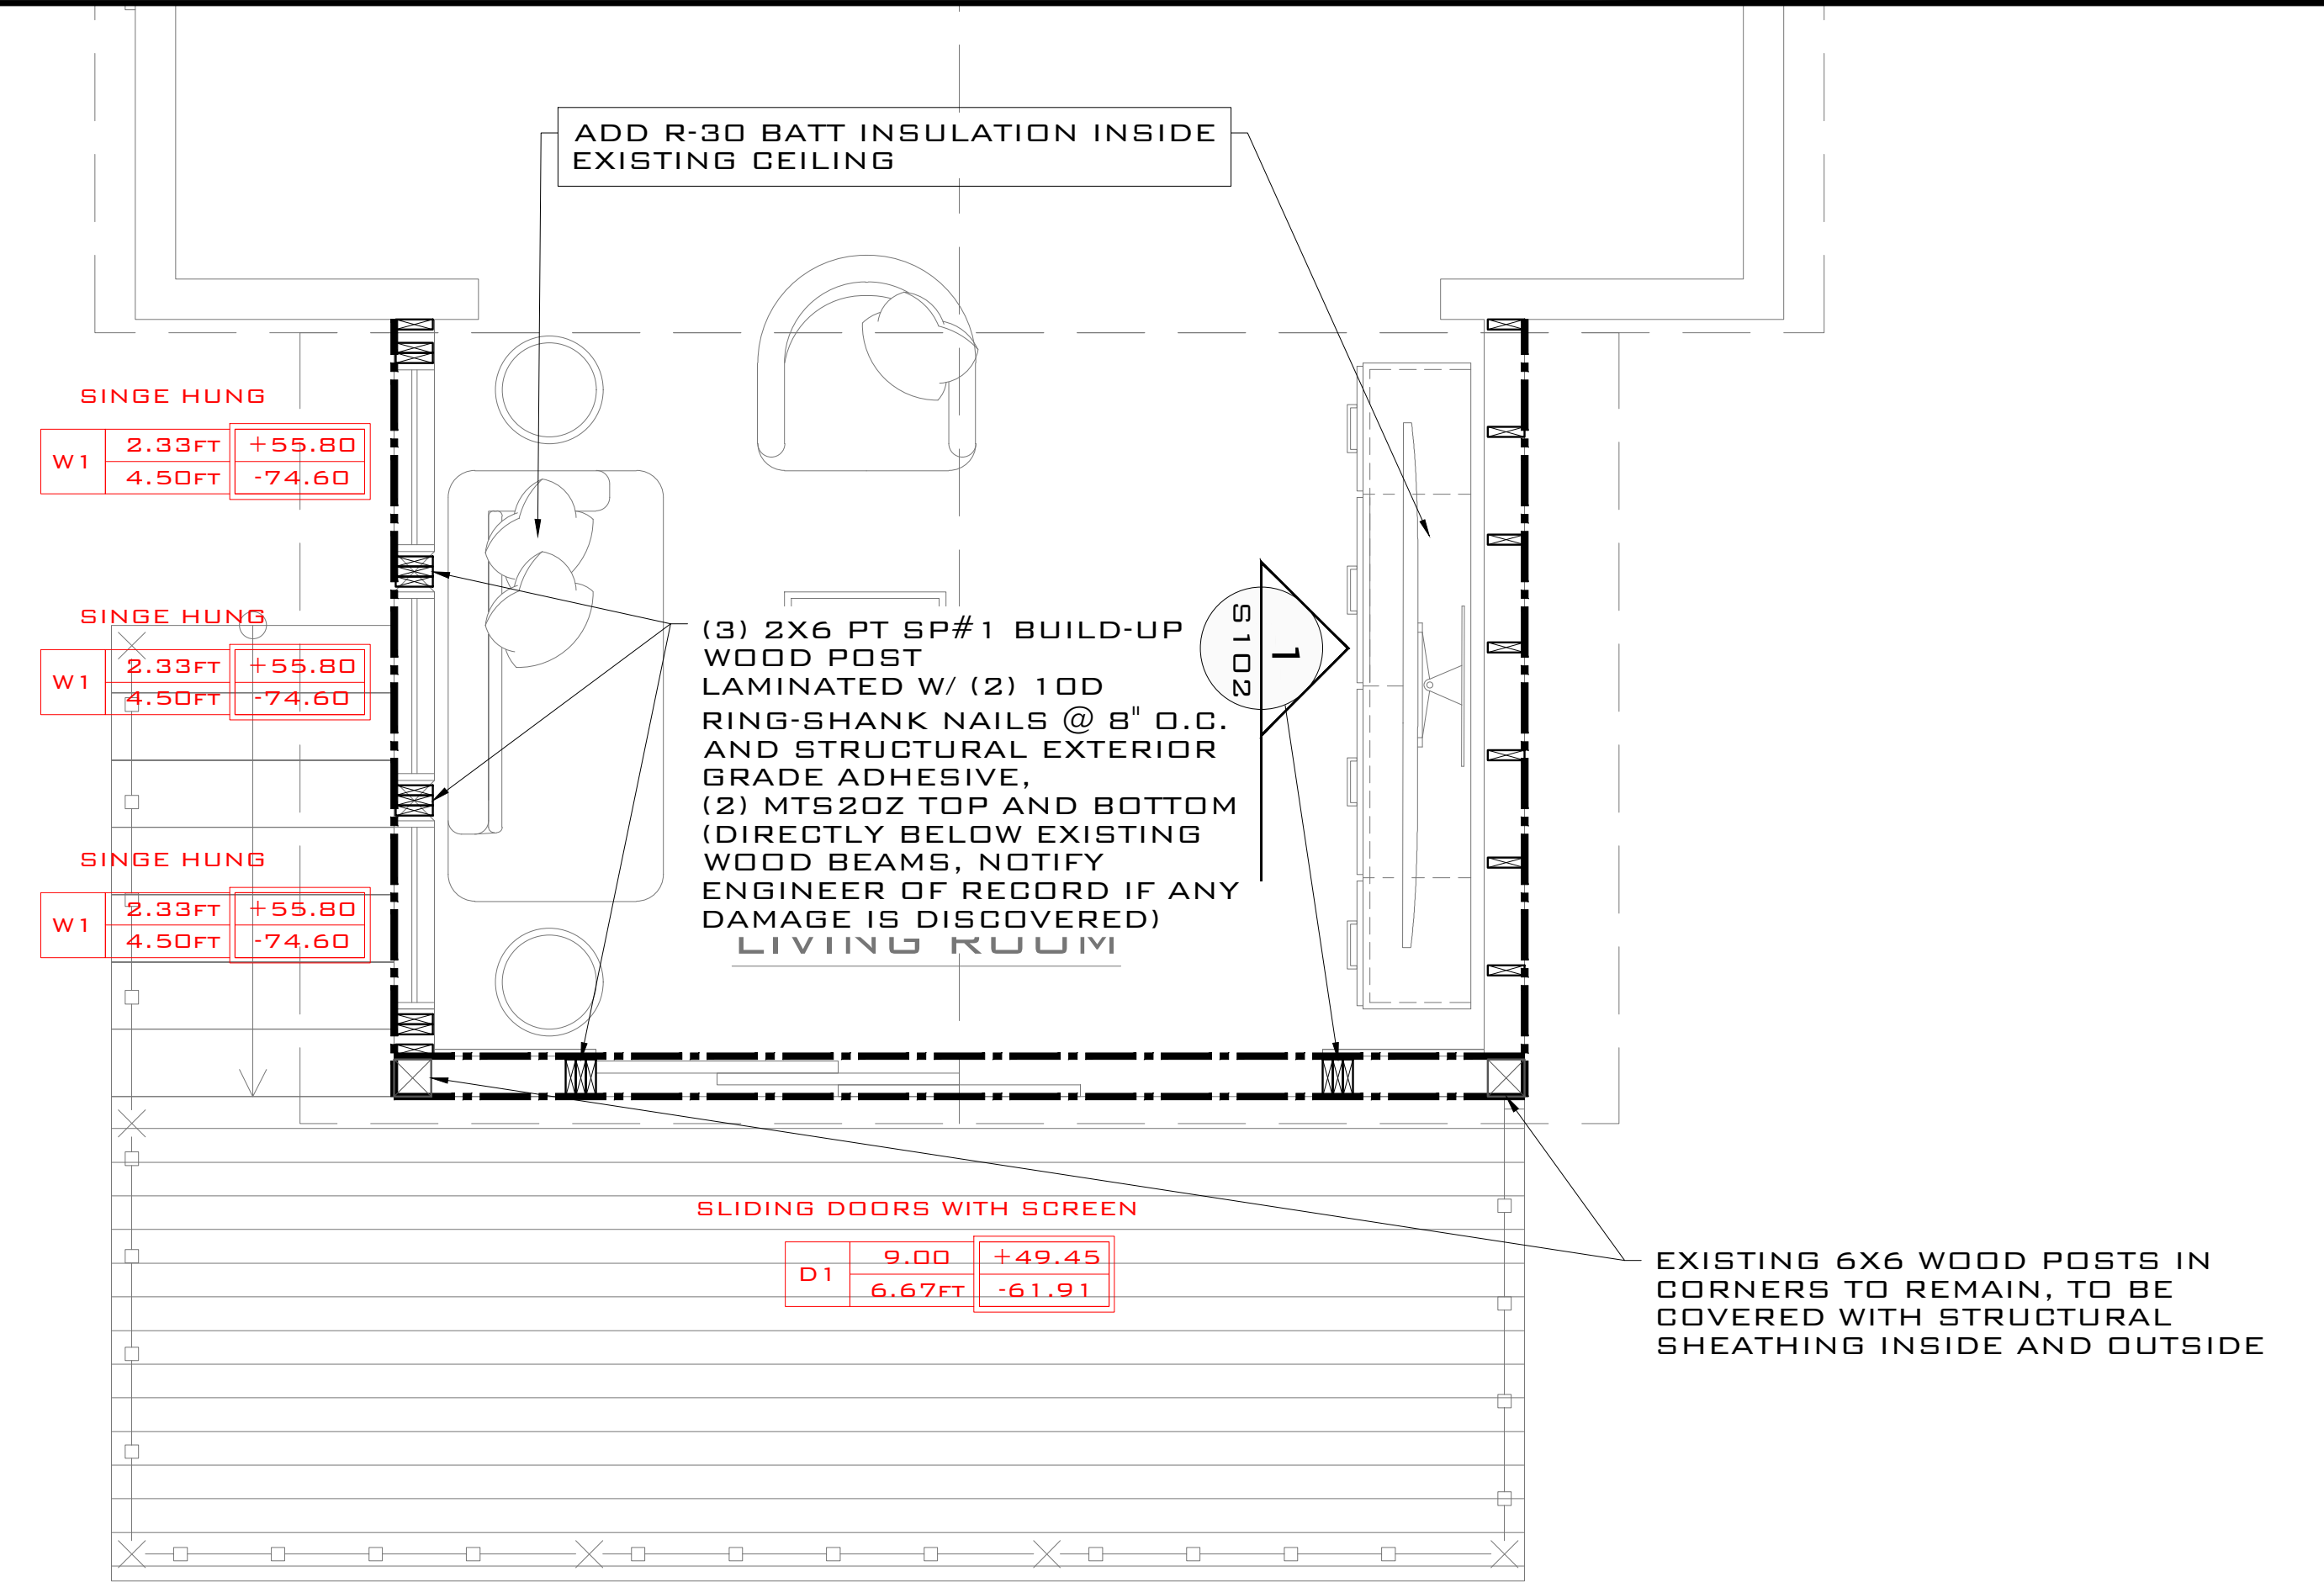 ADD R-30 BATT INSULATION INSIDE
EXISTING CEILING
SINGE HUNG
W1
2.33FT
4.50FT
+55.80
-74.60
SINGE HUNG
W1
2.33FT
4.50FT
+55.80
-74.60
SINGE HUNG
W1
2.33FT
4.50FT
+55.80
-74.60
(3) 2X6 PT SP#1 BUILD-UP
WOOD POST
LAMINATED W/ (2) 10D
RING-SHANK NAILS @ 8" O.C.
AND STRUCTURAL EXTERIOR
GRADE ADHESIVE,
(2) MTS20Z TOP AND BOTTOM
(DIRECTLY BELOW EXISTING
WOOD BEAMS, NOTIFY
ENGINEER OF RECORD IF ANY
DAMAGE IS DISCOVERED)
LIVING ROOM
1
S102
SLIDING DOORS WITH SCREEN
D1
9.00
6.67FT
+49.45
-61.91
EXISTING 6X6 WOOD POSTS IN
CORNERS TO REMAIN, TO BE
COVERED WITH STRUCTURAL
SHEATHING INSIDE AND OUTSIDE